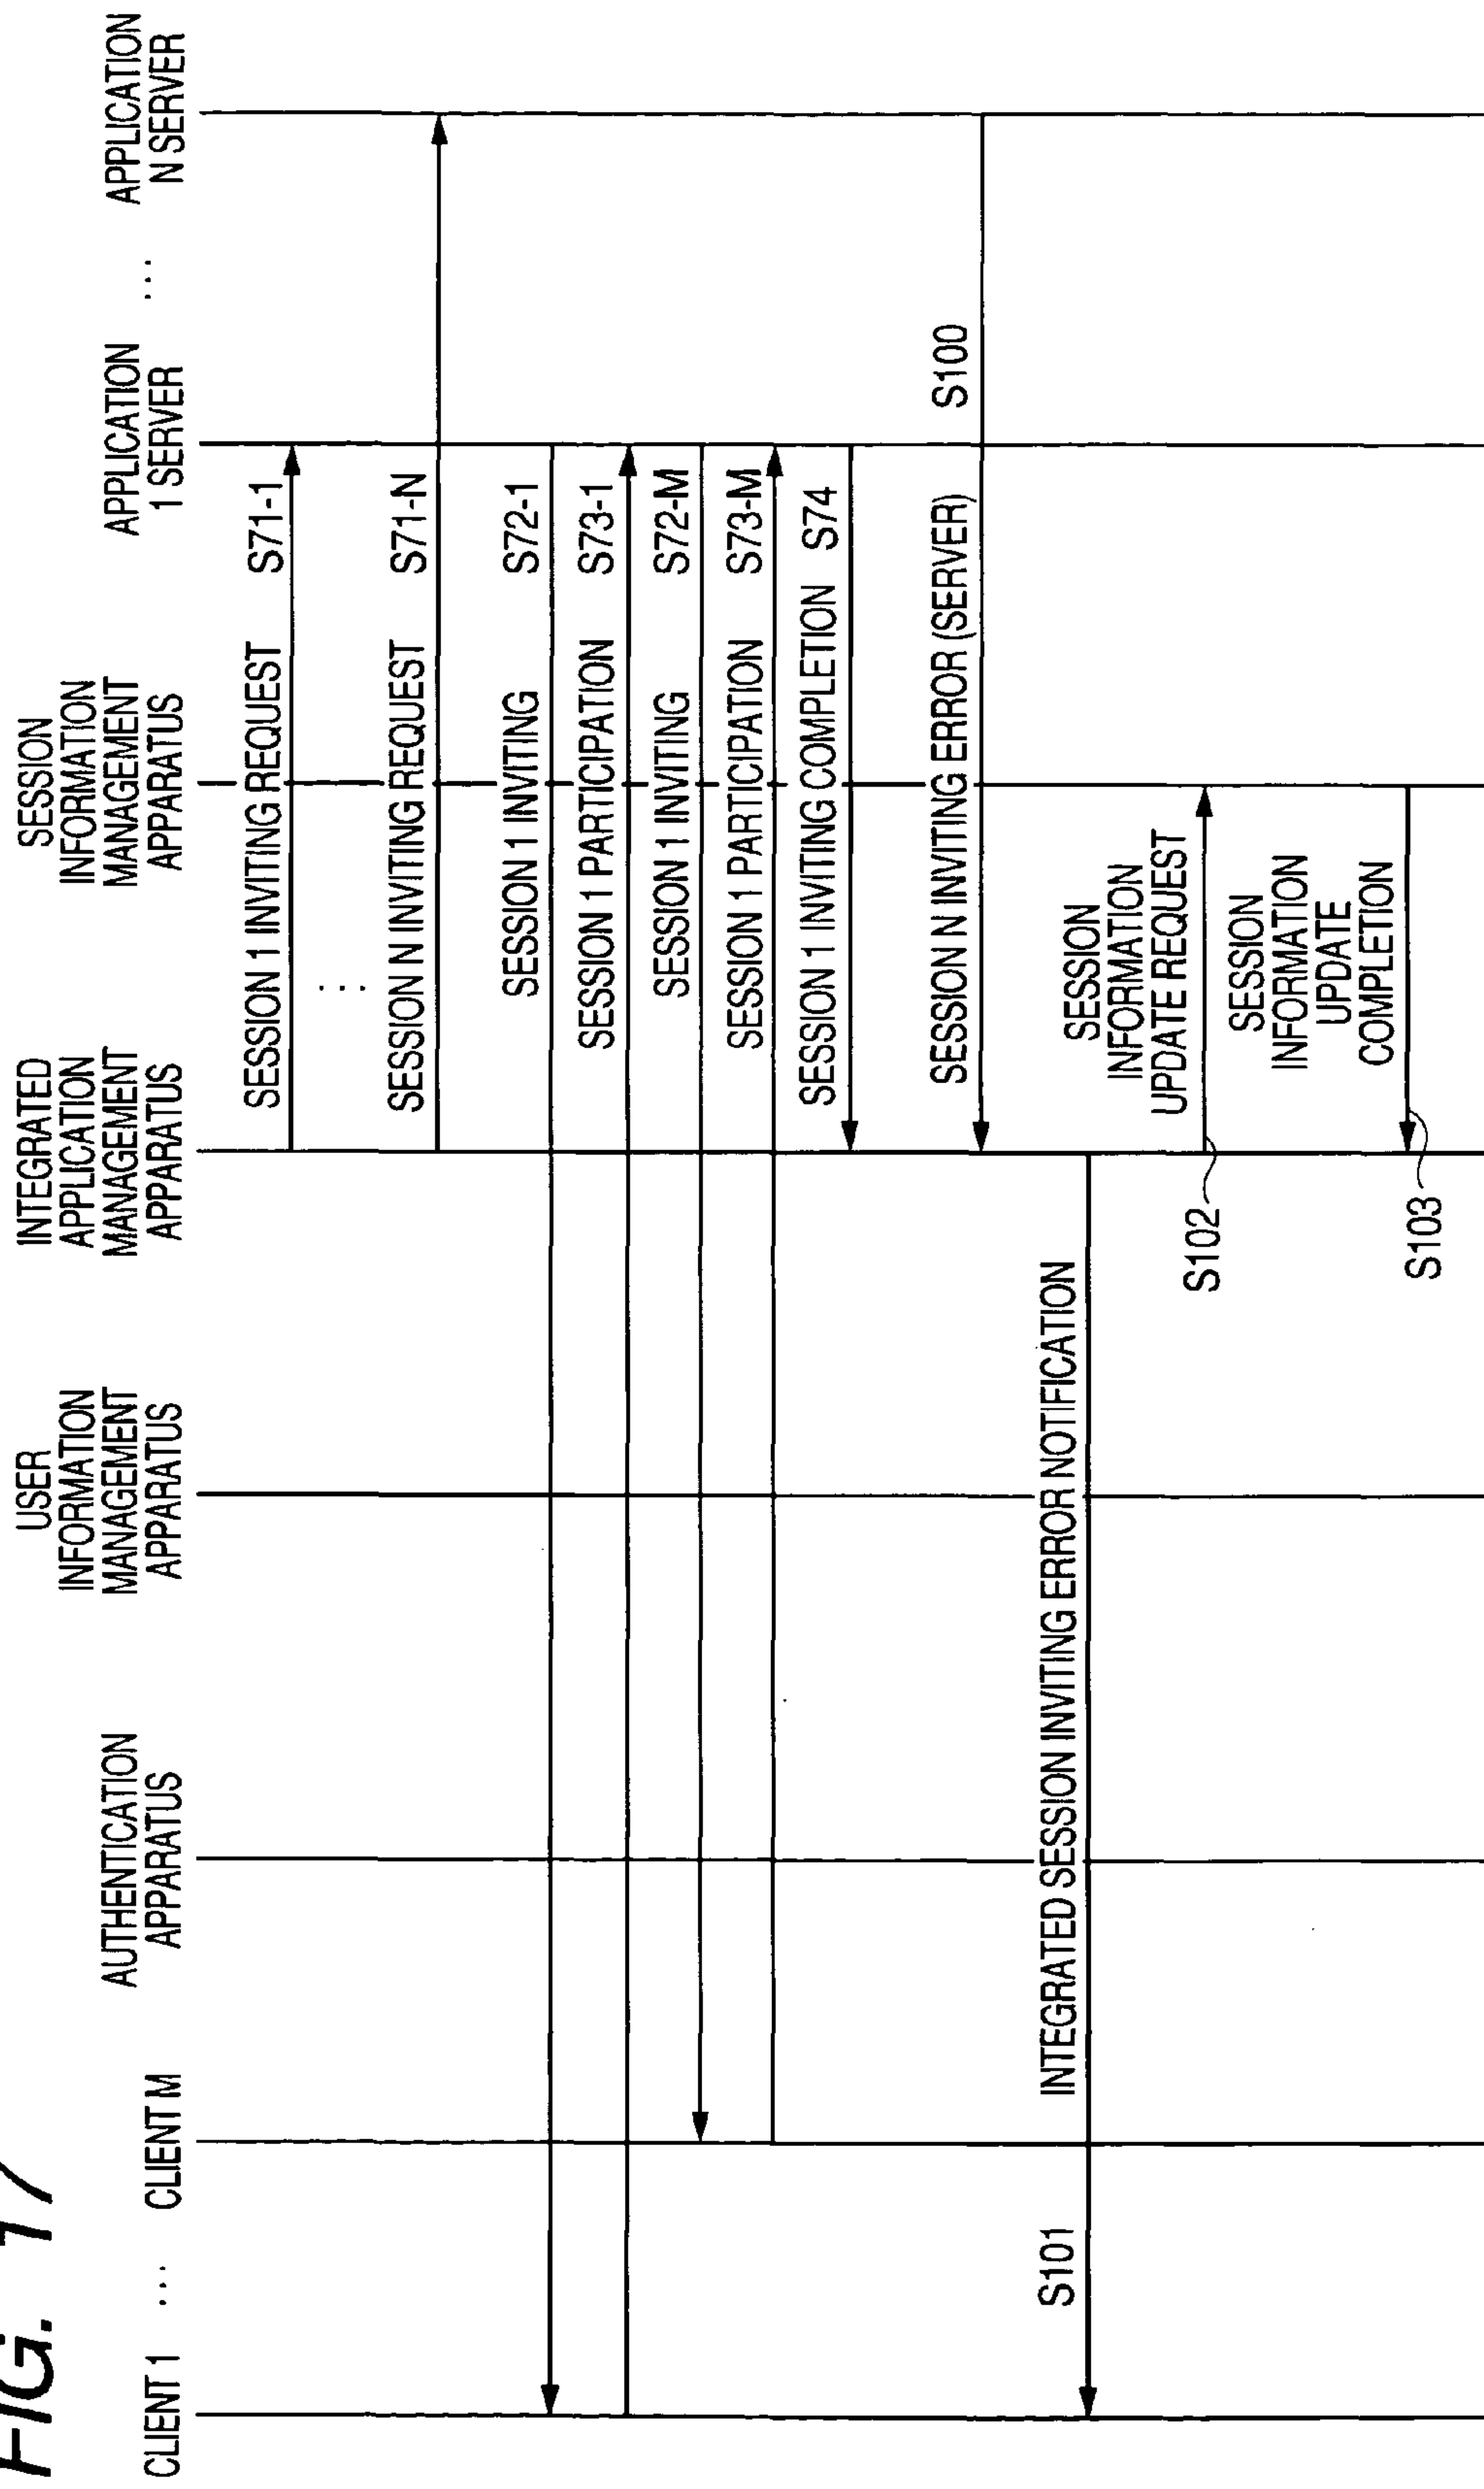 FIG. 17
CLIENT 1
...
CLIENT M
AUTHENTICATION
APPARATUS
USER
INFORMATION
MANAGEMENT
APPARATUS
INTEGRATED
APPLICATION
MANAGEMENT
APPARATUS
SESSION
INFORMATION
MANAGEMENT
APPARATUS
APPLICATION
1 SERVER
...
APPLICATION
N SERVER
SESSION 1 INVITING REQUEST S71-1
...
SESSION N INVITING REQUEST S71-N
SESSION 1 INVITING S72-1
SESSION 1 PARTICIPATION S73-1
SESSION 1 INVITING S72-M
SESSION 1 PARTICIPATION S73-M
SESSION 1 INVITING COMPLETION S74
SESSION N INVITING ERROR (SERVER) S100
S101 INTEGRATED SESSION INVITING ERROR NOTIFICATION
SESSION
INFORMATION
UPDATE REQUEST
S102
SESSION
INFORMATION
UPDATE
COMPLETION
S103